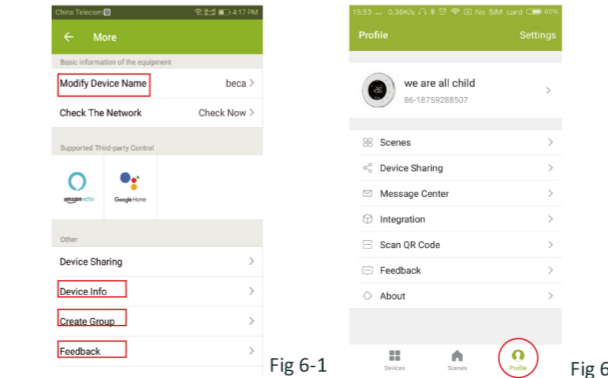 China Telecom 4:17 PM
← More
Basic information of the equipment
Modify Device Name beca >
Check The Network Check Now >
Supported Third-party Control
amazon echo Google Home
Other
Device Sharing >
Device Info >
Create Group >
Feedback >
Fig 6-1
15:53 ... 0.36K/s No SIM card 60%
Profile Settings
we are all child
86-18759288507 >
Scenes >
Device Sharing >
Message Center >
Integration >
Scan QR Code >
Feedback >
About >
Devices Scenes Profile
Fig 6